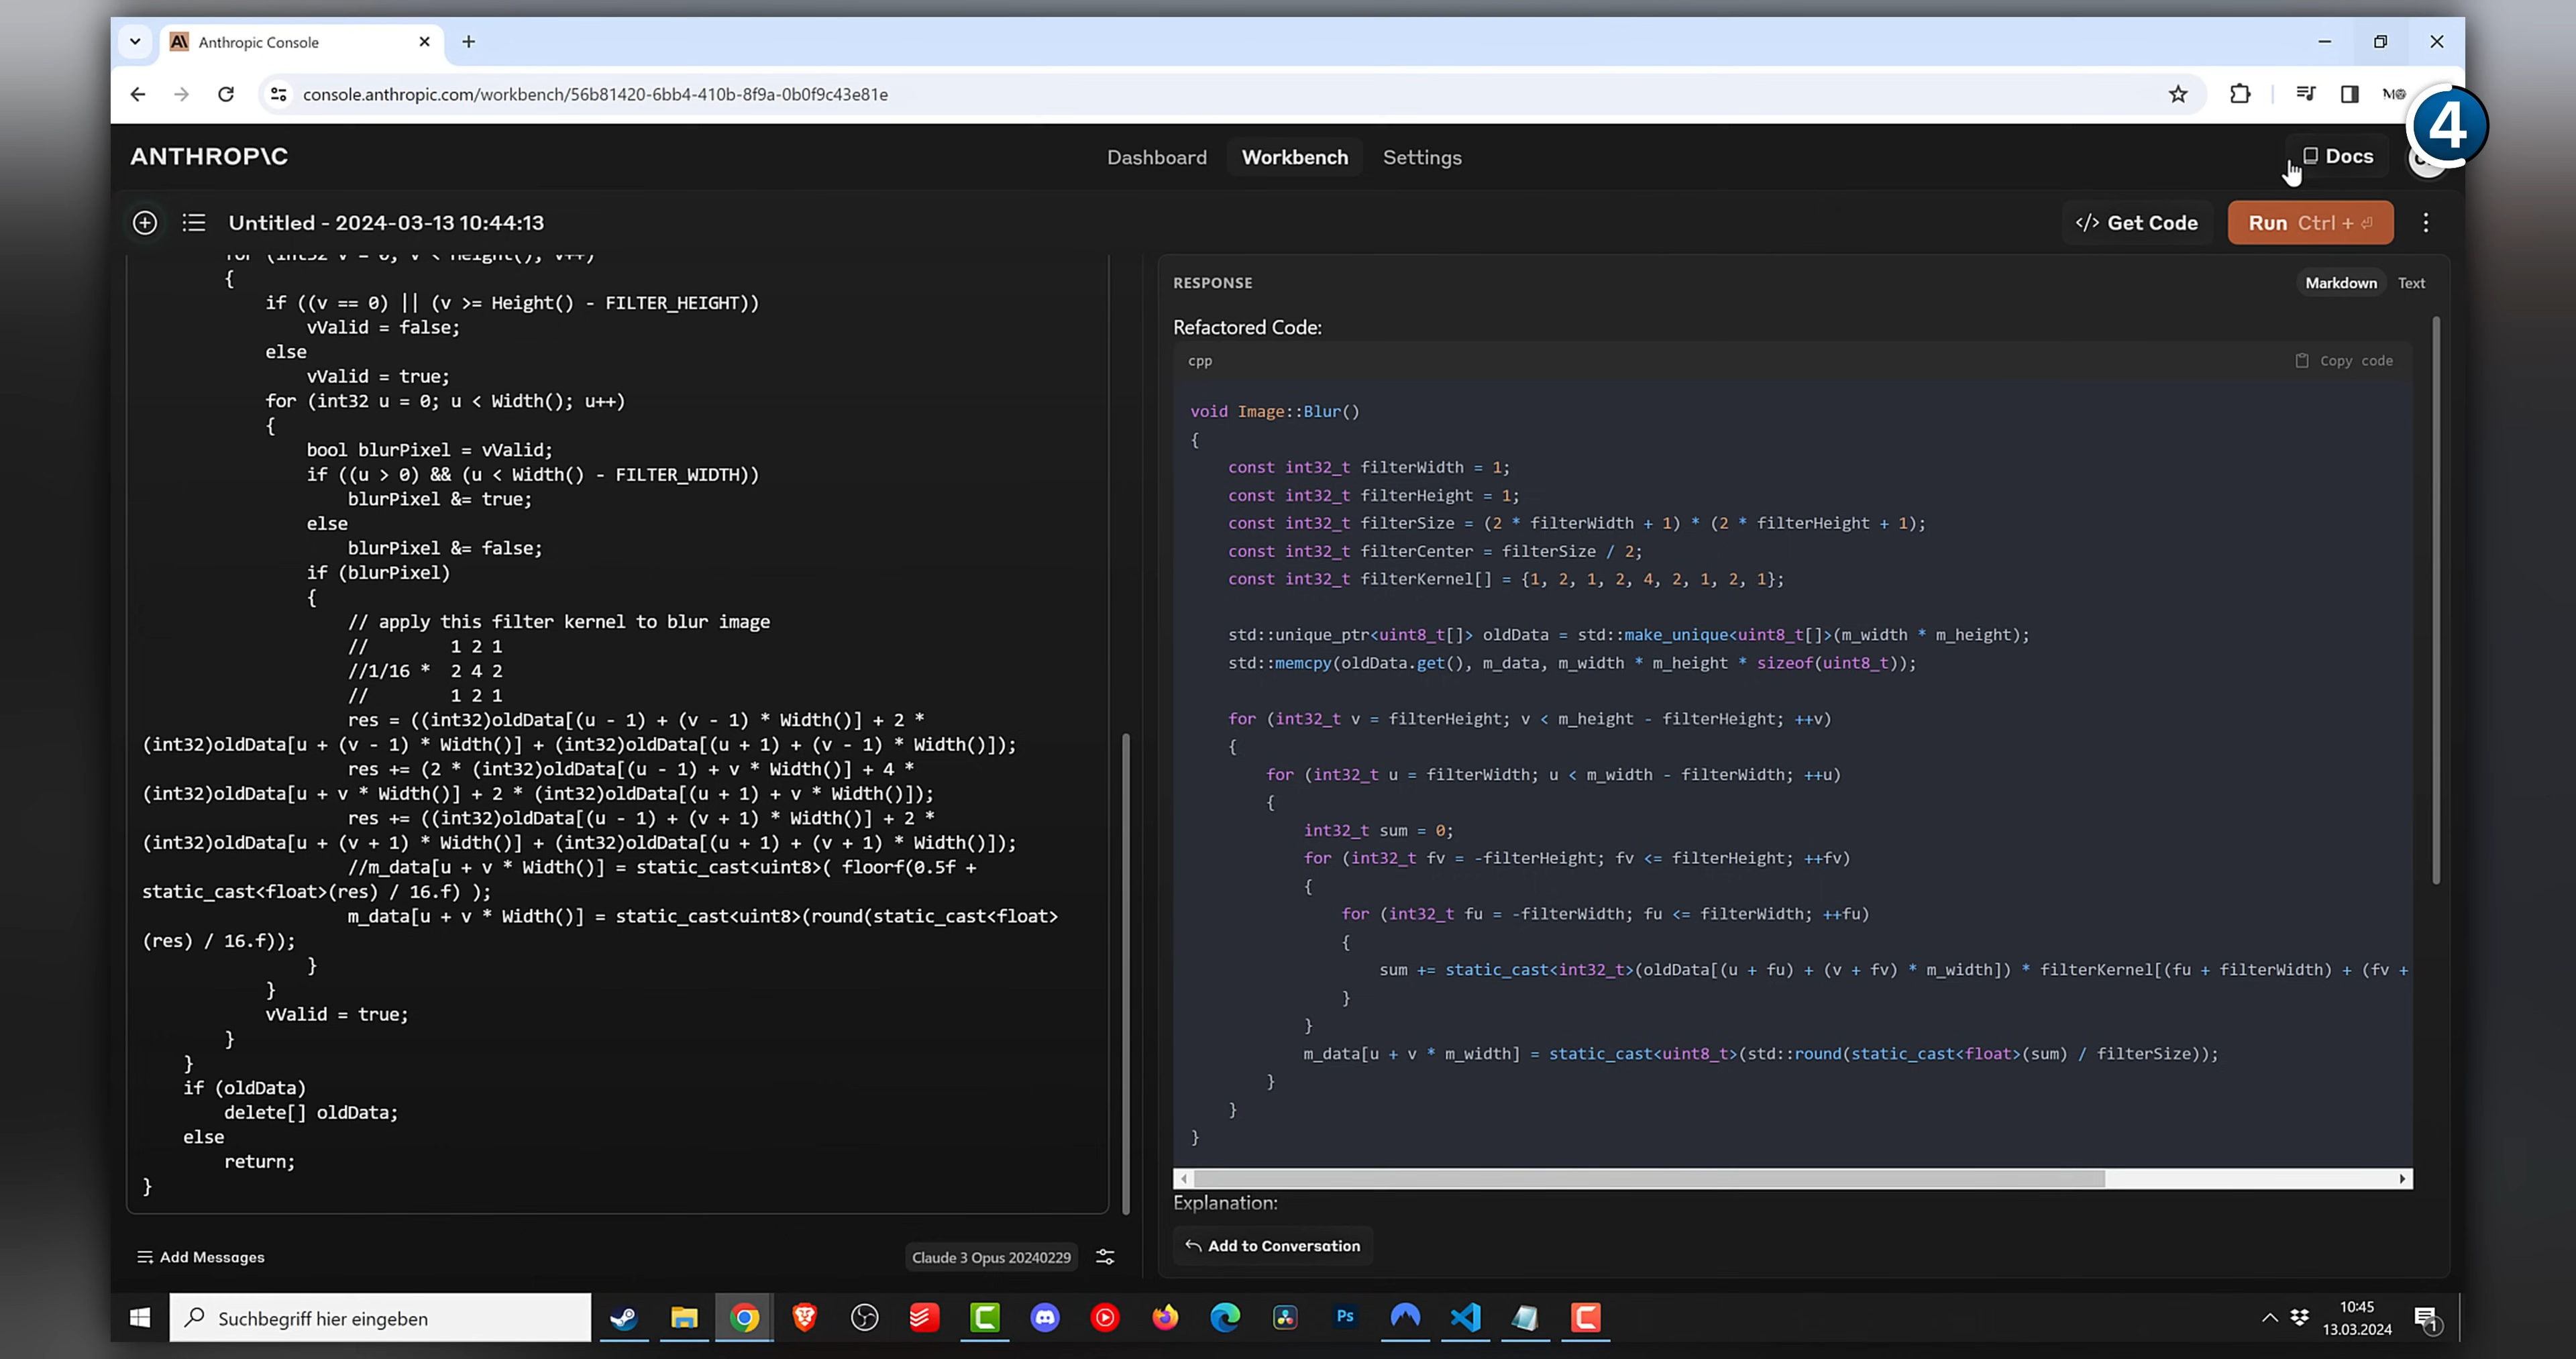 Anthropic Console
console.anthropic.com/workbench/56b81420-6bb4-410b-8f9a-0b0f9c43e81e
4
ANTHROP\C
Dashboard
Workbench
Settings
Docs
Untitled - 2024-03-13 10:44:13
</> Get Code
Run Ctrl + ⏎
for (int32 v = 0; v < Height(); v++)
{
if ((v == 0) || (v >= Height() - FILTER_HEIGHT))
vValid = false;
else
vValid = true;
for (int32 u = 0; u < Width(); u++)
{
bool blurPixel = vValid;
if ((u > 0) && (u < Width() - FILTER_WIDTH))
blurPixel &= true;
else
blurPixel &= false;
if (blurPixel)
{
// apply this filter kernel to blur image
// 1 2 1
//1/16 * 2 4 2
// 1 2 1
res = ((int32)oldData[(u - 1) + (v - 1) * Width()] + 2 *
(int32)oldData[u + (v - 1) * Width()] + (int32)oldData[(u + 1) + (v - 1) * Width()]);
res += (2 * (int32)oldData[(u - 1) + v * Width()] + 4 *
(int32)oldData[u + v * Width()] + 2 * (int32)oldData[(u + 1) + v * Width()]);
res += ((int32)oldData[(u - 1) + (v + 1) * Width()] + 2 *
(int32)oldData[u + (v + 1) * Width()] + (int32)oldData[(u + 1) + (v + 1) * Width()]);
//m_data[u + v * Width()] = static_cast<uint8>( floorf(0.5f +
static_cast<float>(res) / 16.f) );
m_data[u + v * Width()] = static_cast<uint8>(round(static_cast<float>
(res) / 16.f));
}
}
vValid = true;
}
}
if (oldData)
delete[] oldData;
else
return;
}
Add Messages
Claude 3 Opus 20240229
RESPONSE
Markdown
Text
Refactored Code:
cpp
Copy code
void Image::Blur()
{
const int32_t filterWidth = 1;
const int32_t filterHeight = 1;
const int32_t filterSize = (2 * filterWidth + 1) * (2 * filterHeight + 1);
const int32_t filterCenter = filterSize / 2;
const int32_t filterKernel[] = {1, 2, 1, 2, 4, 2, 1, 2, 1};
std::unique_ptr<uint8_t[]> oldData = std::make_unique<uint8_t[]>(m_width * m_height);
std::memcpy(oldData.get(), m_data, m_width * m_height * sizeof(uint8_t));
for (int32_t v = filterHeight; v < m_height - filterHeight; ++v)
{
for (int32_t u = filterWidth; u < m_width - filterWidth; ++u)
{
int32_t sum = 0;
for (int32_t fv = -filterHeight; fv <= filterHeight; ++fv)
{
for (int32_t fu = -filterWidth; fu <= filterWidth; ++fu)
{
sum += static_cast<int32_t>(oldData[(u + fu) + (v + fv) * m_width]) * filterKernel[(fu + filterWidth) + (fv +
}
}
m_data[u + v * m_width] = static_cast<uint8_t>(std::round(static_cast<float>(sum) / filterSize));
}
}
}
Explanation:
Add to Conversation
Suchbegriff hier eingeben
Ps
10:45
13.03.2024
1